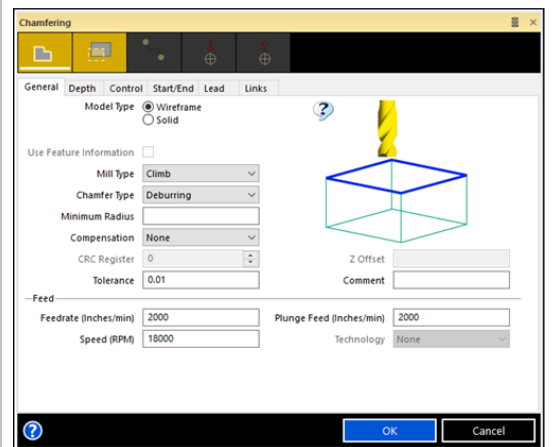 Chamfering
General Depth Control Start/End Lead Links
Model Type Wireframe
Solid
Use Feature Information
Mill Type Climb
Chamfer Type Deburring
Minimum Radius
Compensation None
CRC Register 0 Z Offset
Tolerance 0.01 Comment
Feed
Feedrate (Inches/min) 2000 Plunge Feed (Inches/min) 2000
Speed (RPM) 18000 Technology None
OK Cancel